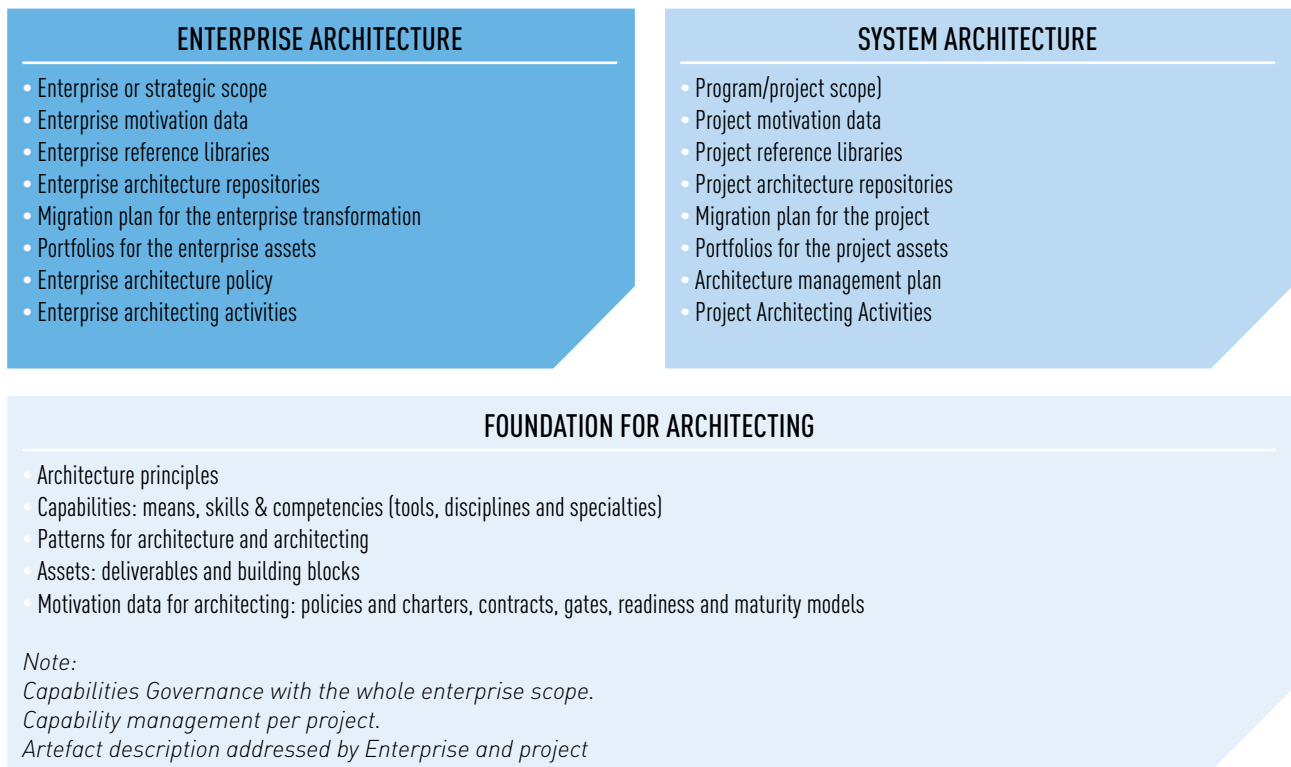 ENTERPRISE ARCHITECTURE
• Enterprise or strategic scope
• Enterprise motivation data
• Enterprise reference libraries
• Enterprise architecture repositories
• Migration plan for the enterprise transformation
• Portfolios for the enterprise assets
• Enterprise architecture policy
• Enterprise architecting activities
SYSTEM ARCHITECTURE
• Program/project scope)
• Project motivation data
• Project reference libraries
• Project architecture repositories
• Migration plan for the project
• Portfolios for the project assets
• Architecture management plan
• Project Architecting Activities
FOUNDATION FOR ARCHITECTING
• Architecture principles
• Capabilities: means, skills & competencies (tools, disciplines and specialties)
• Patterns for architecture and architecting
• Assets: deliverables and building blocks
• Motivation data for architecting: policies and charters, contracts, gates, readiness and maturity models
Note:
Capabilities Governance with the whole enterprise scope.
Capability management per project.
Artefact description addressed by Enterprise and project